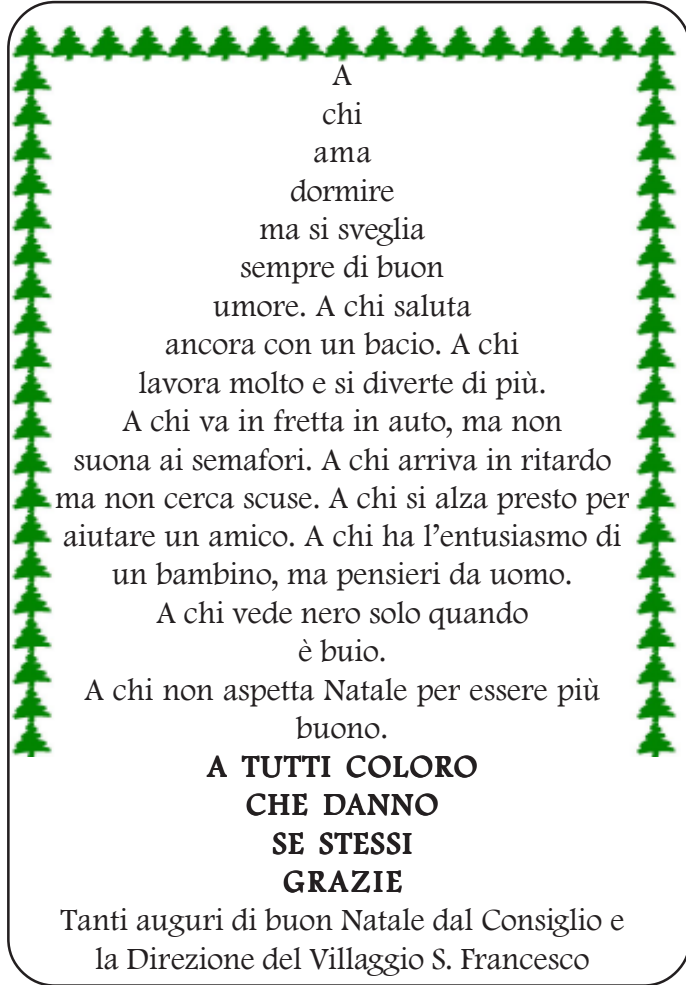 A
chi
ama
dormire
ma si sveglia
sempre di buon
umore. A chi saluta
ancora con un bacio. A chi
lavora molto e si diverte di più.
A chi va in fretta in auto, ma non
suona ai semafori. A chi arriva in ritardo
ma non cerca scuse. A chi si alza presto per
aiutare un amico. A chi ha l'entusiasmo di
un bambino, ma pensieri da uomo.
A chi vede nero solo quando
è buio.
A chi non aspetta Natale per essere più
buono.
A TUTTI COLORO
CHE DANNO
SE STESSI
GRAZIE
Tanti auguri di buon Natale dal Consiglio e
la Direzione del Villaggio S. Francesco